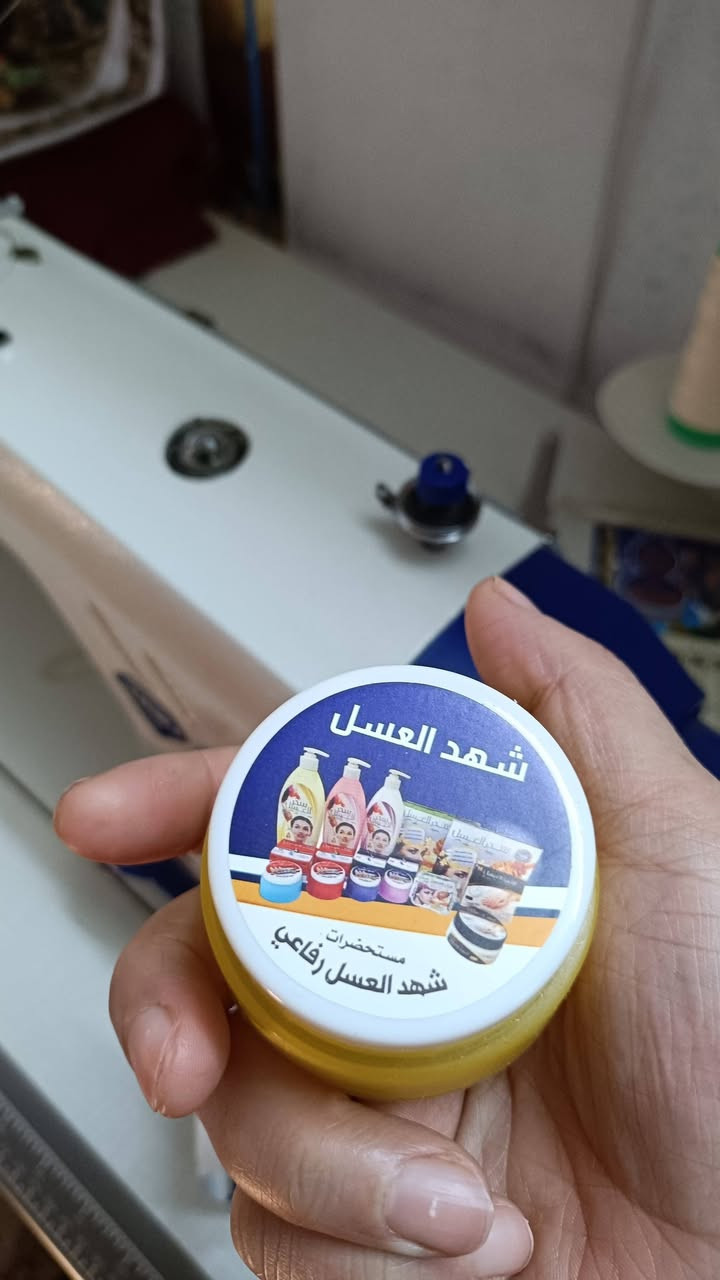 شهد العسل
مستحضرات
شهد العسل رفاعي